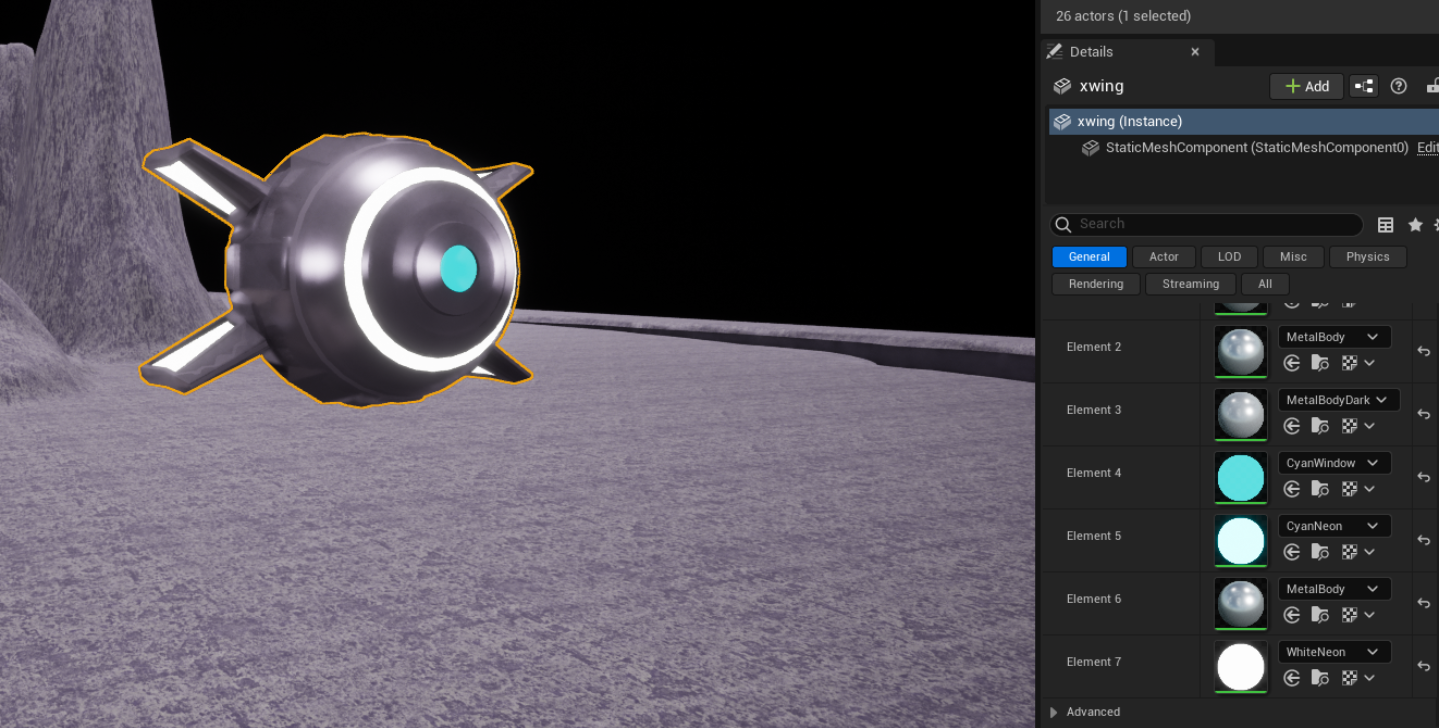 26 actors (1 selected)
Details
xwing
Add
xwing (Instance)
StaticMeshComponent (StaticMeshComponent0) Edit
Search
General Actor LOD Misc Physics
Rendering Streaming All
Element 2 MetalBody
Element 3 MetalBodyDark
Element 4 CyanWindow
Element 5 CyanNeon
Element 6 MetalBody
Element 7 WhiteNeon
Advanced